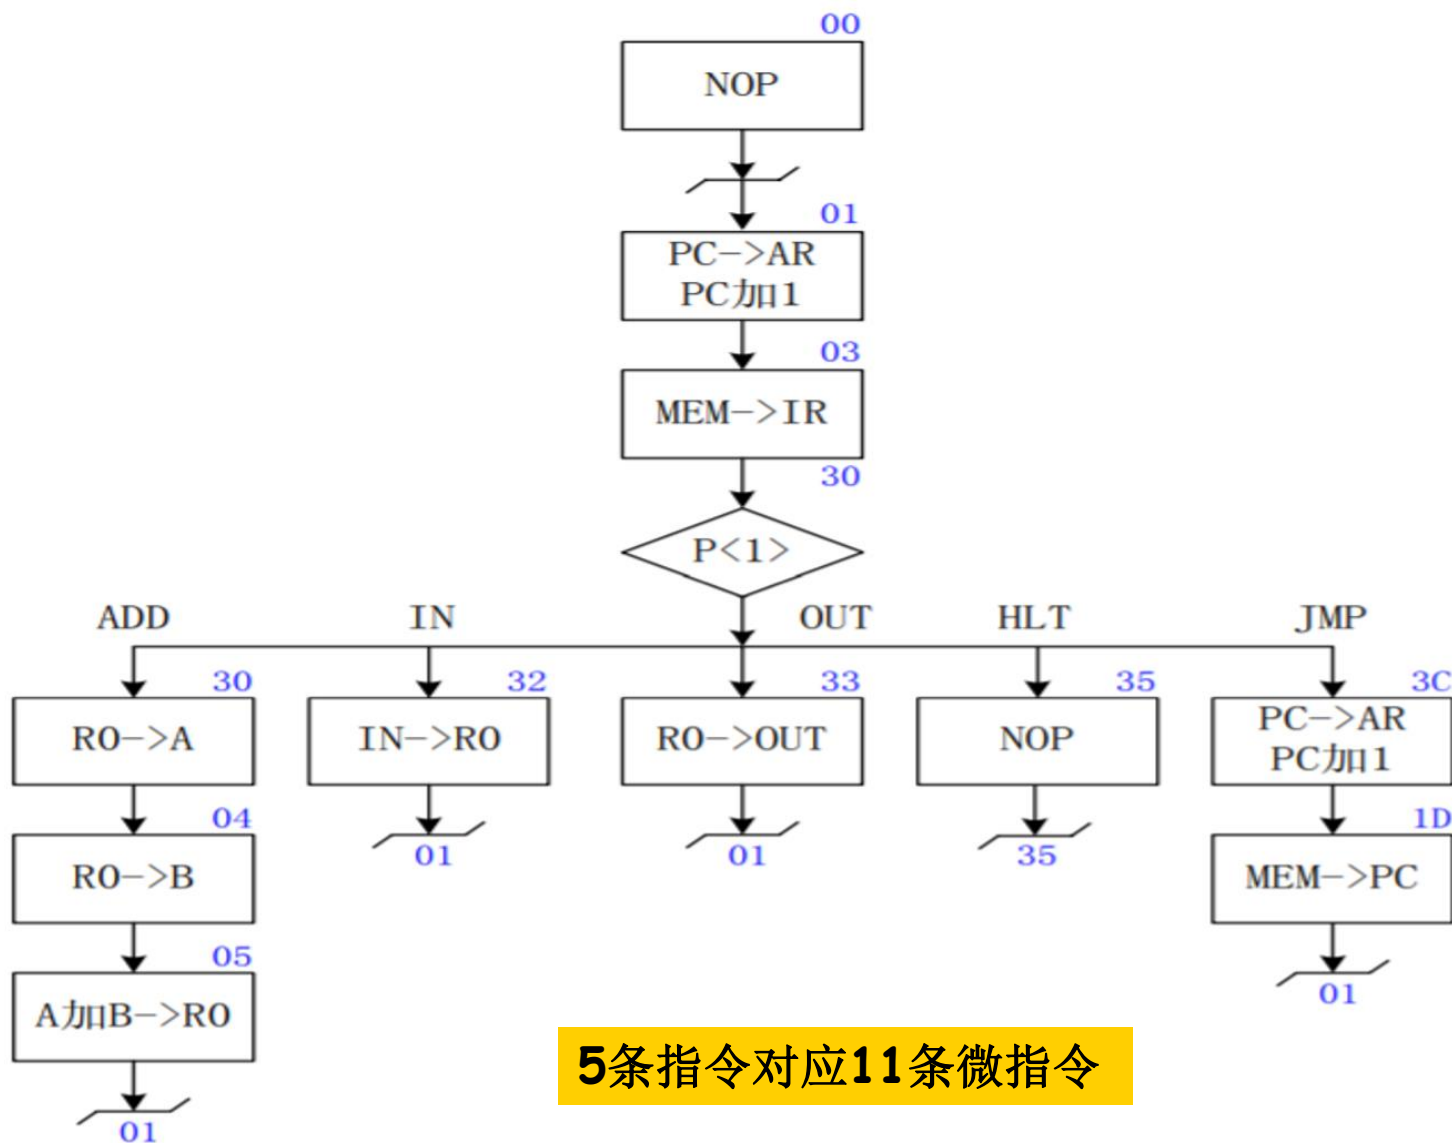 00
NOP
01
PC->AR
PC加1
03
MEM->IR
30
P<1>
ADD IN OUT HLT JMP
30 32 33 35 3C
R0->A IN->R0 R0->OUT NOP PC->AR
PC加1
04 01 01 35 1D
R0->B MEM->PC
05 01
A加B->R0
01
5条指令对应11条微指令